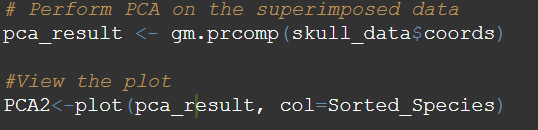 # Perform PCA on the superimposed data
pca_result <- gm.prcomp(skull_data$coords)
#View the plot
PCA2<-plot(pca_result, col=Sorted_Species)